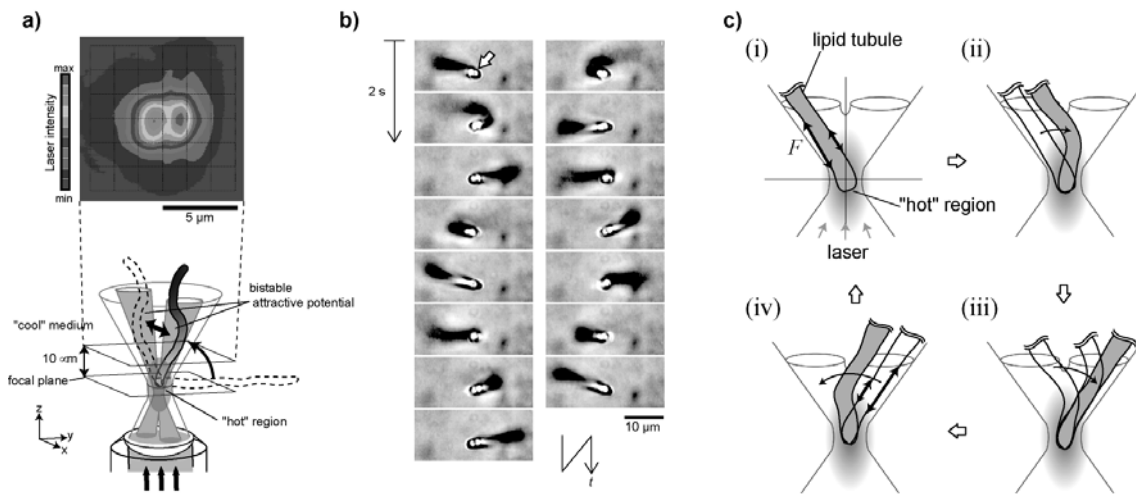 a)
max
Laser intensity
min
5 µm
bistable
attractive potential
"cool" medium
10 αm
focal plane
"hot" region
z
y
x
b)
2 s
10 µm
t
c)
(i)
lipid tubule
F
"hot" region
laser
(ii)
(iii)
(iv)